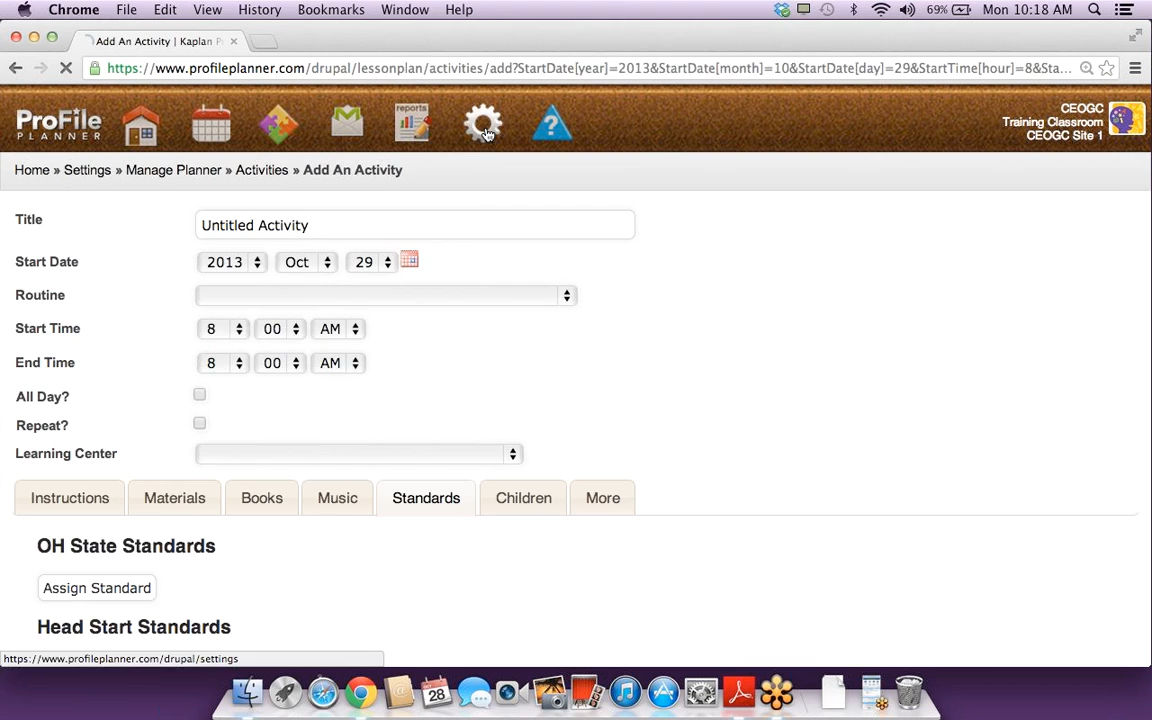 Chrome File Edit View History Bookmarks Window Help 69% Mon 10:18 AM
Add An Activity | Kaplan P
https://www.profileplanner.com/drupal/lessonplan/activities/add?StartDate[year]=2013&StartDate[month]=10&StartDate[day]=29&StartTime[hour]=8&Sta...
ProFile
PLANNER
reports
?
CEOGC
Training Classroom
CEOGC Site 1
Home » Settings » Manage Planner » Activities » Add An Activity
Title Untitled Activity
Start Date 2013 Oct 29
Routine
Start Time 8 00 AM
End Time 8 00 AM
All Day?
Repeat?
Learning Center
Instructions Materials Books Music Standards Children More
OH State Standards
Assign Standard
Head Start Standards
https://www.profileplanner.com/drupal/settings
28